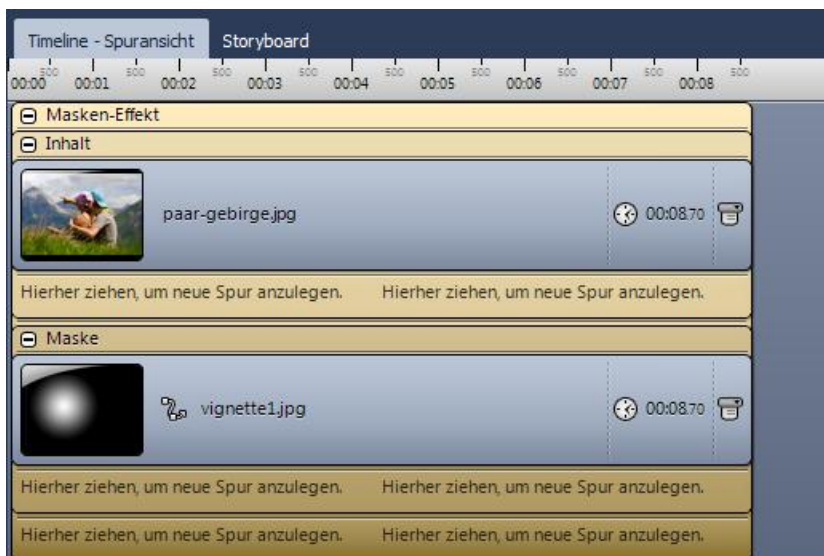 Timeline - Spuransicht Storyboard
500 500 500 500 500 500 500 500 500
00:00 00:01 00:02 00:03 00:04 00:05 00:06 00:07 00:08
Masken-Effekt
Inhalt
paar-gebirge.jpg 00:08.70
Hierher ziehen, um neue Spur anzulegen. Hierher ziehen, um neue Spur anzulegen.
Maske
vignette1.jpg 00:08.70
Hierher ziehen, um neue Spur anzulegen. Hierher ziehen, um neue Spur anzulegen.
Hierher ziehen, um neue Spur anzulegen. Hierher ziehen, um neue Spur anzulegen.